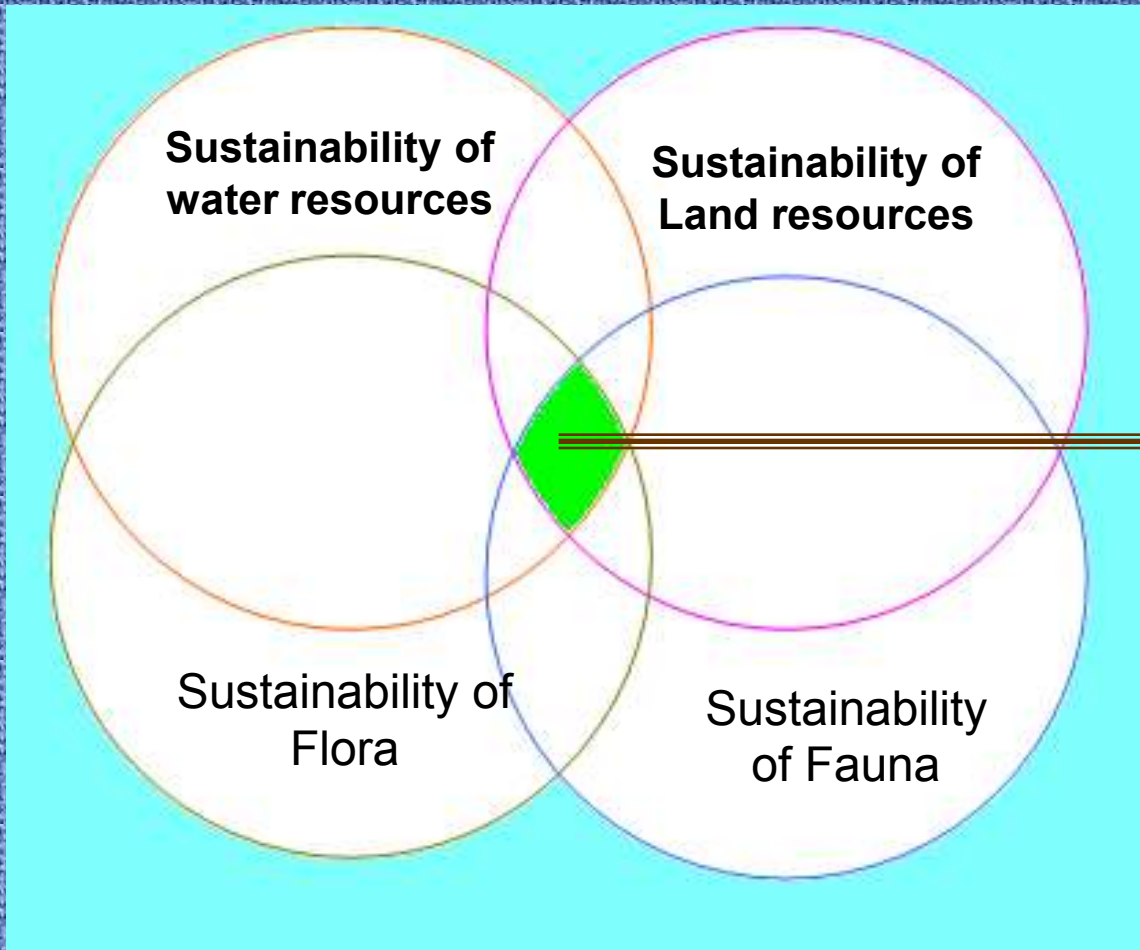 Sustainability of
water resources
Sustainability of
Land resources
Sustainability of
Flora
Sustainability
of Fauna